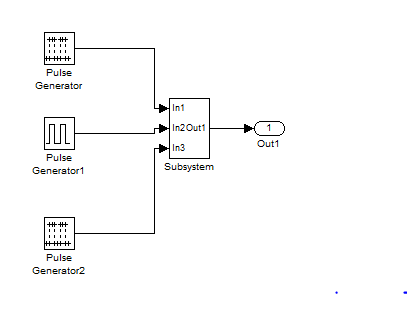 Pulse
Generator
In1
In2Out1
In3
Subsystem
1
Out1
Pulse
Generator1
Pulse
Generator2